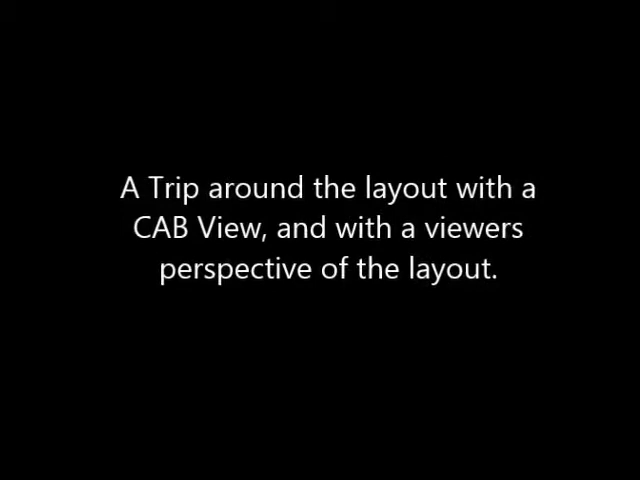 A Trip around the layout with a
CAB View, and with a viewers
perspective of the layout.